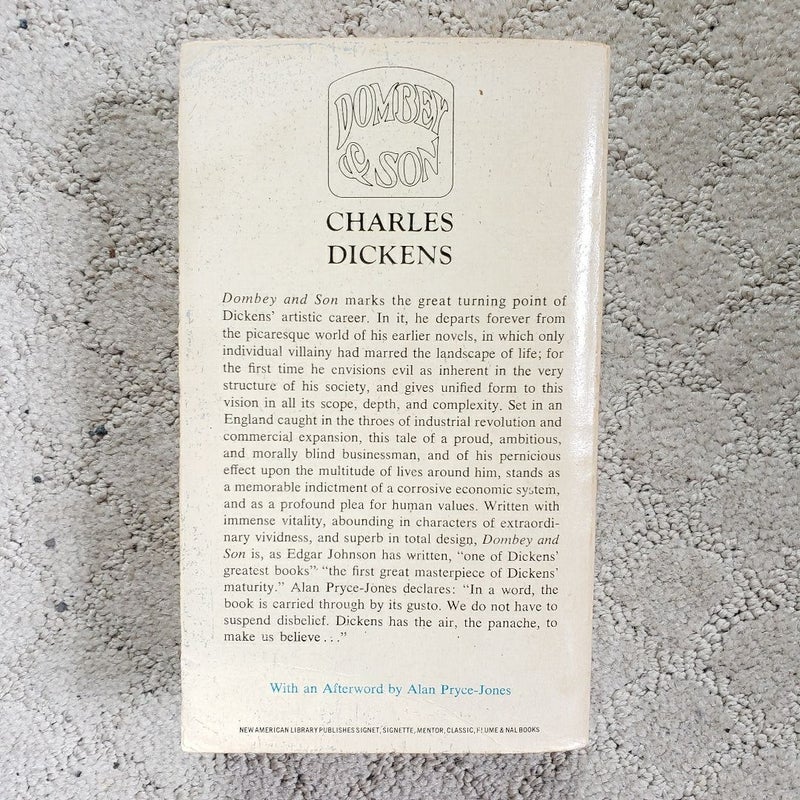 DOMBEY
& SON
CHARLES
DICKENS
Dombey and Son marks the great turning point of
Dickens' artistic career. In it, he departs forever from
the picaresque world of his earlier novels, in which only
individual villainy had marred the landscape of life; for
the first time he envisions evil as inherent in the very
structure of his society, and gives unified form to this
vision in all its scope, depth, and complexity. Set in an
England caught in the throes of industrial revolution and
commercial expansion, this tale of a proud, ambitious,
and morally blind businessman, and of his pernicious
effect upon the multitude of lives around him, stands as
a memorable indictment of a corrosive economic system,
and as a profound plea for human values. Written with
immense vitality, abounding in characters of extraordi-
nary vividness, and superb in total design, Dombey and
Son is, as Edgar Johnson has written, "one of Dickens'
greatest books" "the first great masterpiece of Dickens'
maturity." Alan Pryce-Jones declares: "In a word, the
book is carried through by its gusto. We do not have to
suspend disbelief. Dickens has the air, the panache, to
make us believe . . ."
With an Afterword by Alan Pryce-Jones
NEW AMERICAN LIBRARY PUBLISHES SIGNET, SIGNETTE, MENTOR, CLASSIC, PLUME & NAL BOOKS